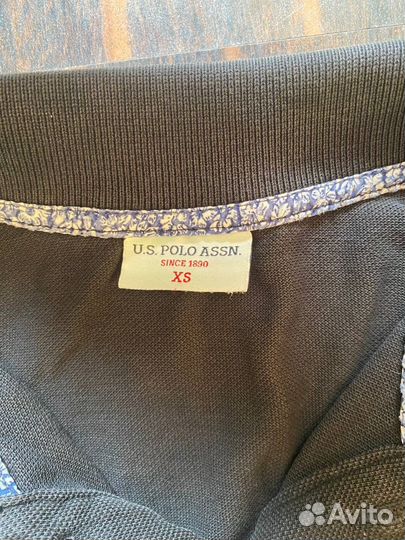 U.S. POLO ASSN.
SINCE 1890
XS
Avito